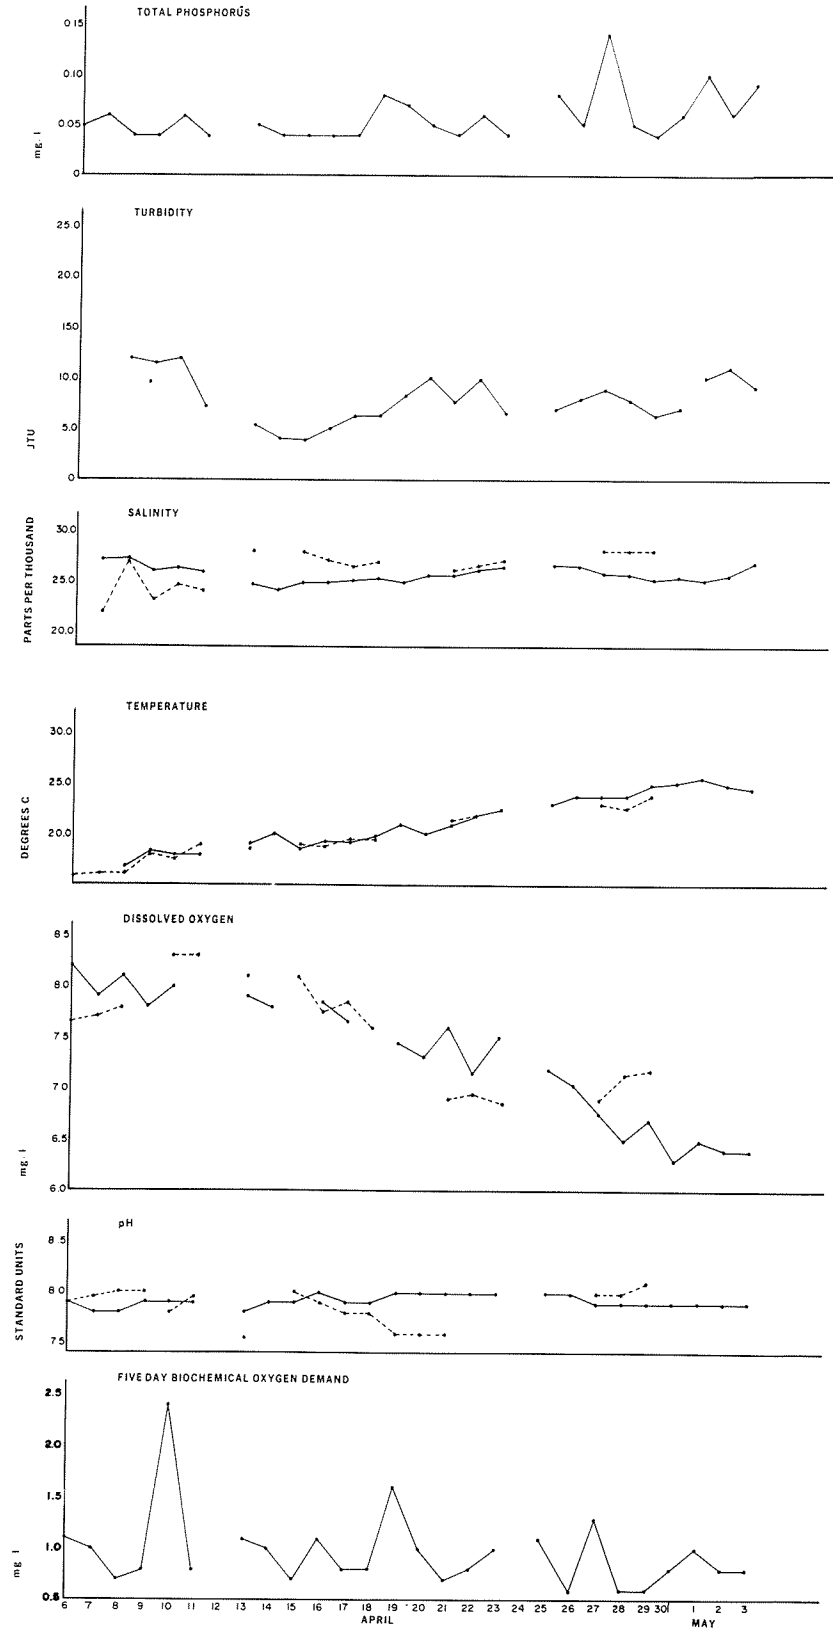 TOTAL PHOSPHORUS
0.15
0.10
0.05
0
mg. l
TURBIDITY
25.0
20.0
15.0
10.0
5.0
0
JTU
SALINITY
30.0
25.0
20.0
PARTS PER THOUSAND
TEMPERATURE
30.0
25.0
20.0
DEGREES C
DISSOLVED OXYGEN
8.5
8.0
7.5
7.0
6.5
6.0
mg. l
pH
8.5
8.0
7.5
STANDARD UNITS
FIVE DAY BIOCHEMICAL OXYGEN DEMAND
2.5
2.0
1.5
1.0
0.5
mg l
6 7 8 9 10 11 12 13 14 15 16 17 18 19 20 21 22 23 24 25 26 27 28 29 30 1 2 3
APRIL MAY